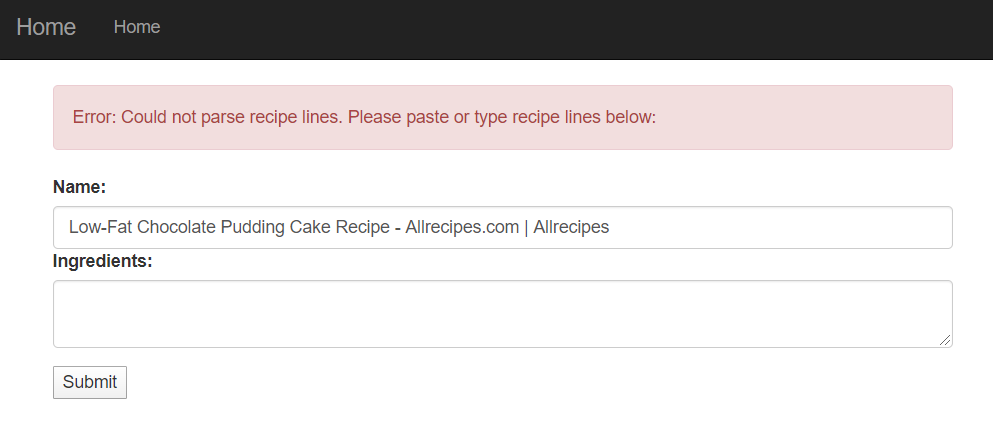 Home Home
Error: Could not parse recipe lines. Please paste or type recipe lines below:
Name:
Low-Fat Chocolate Pudding Cake Recipe - Allrecipes.com | Allrecipes
Ingredients:
Submit